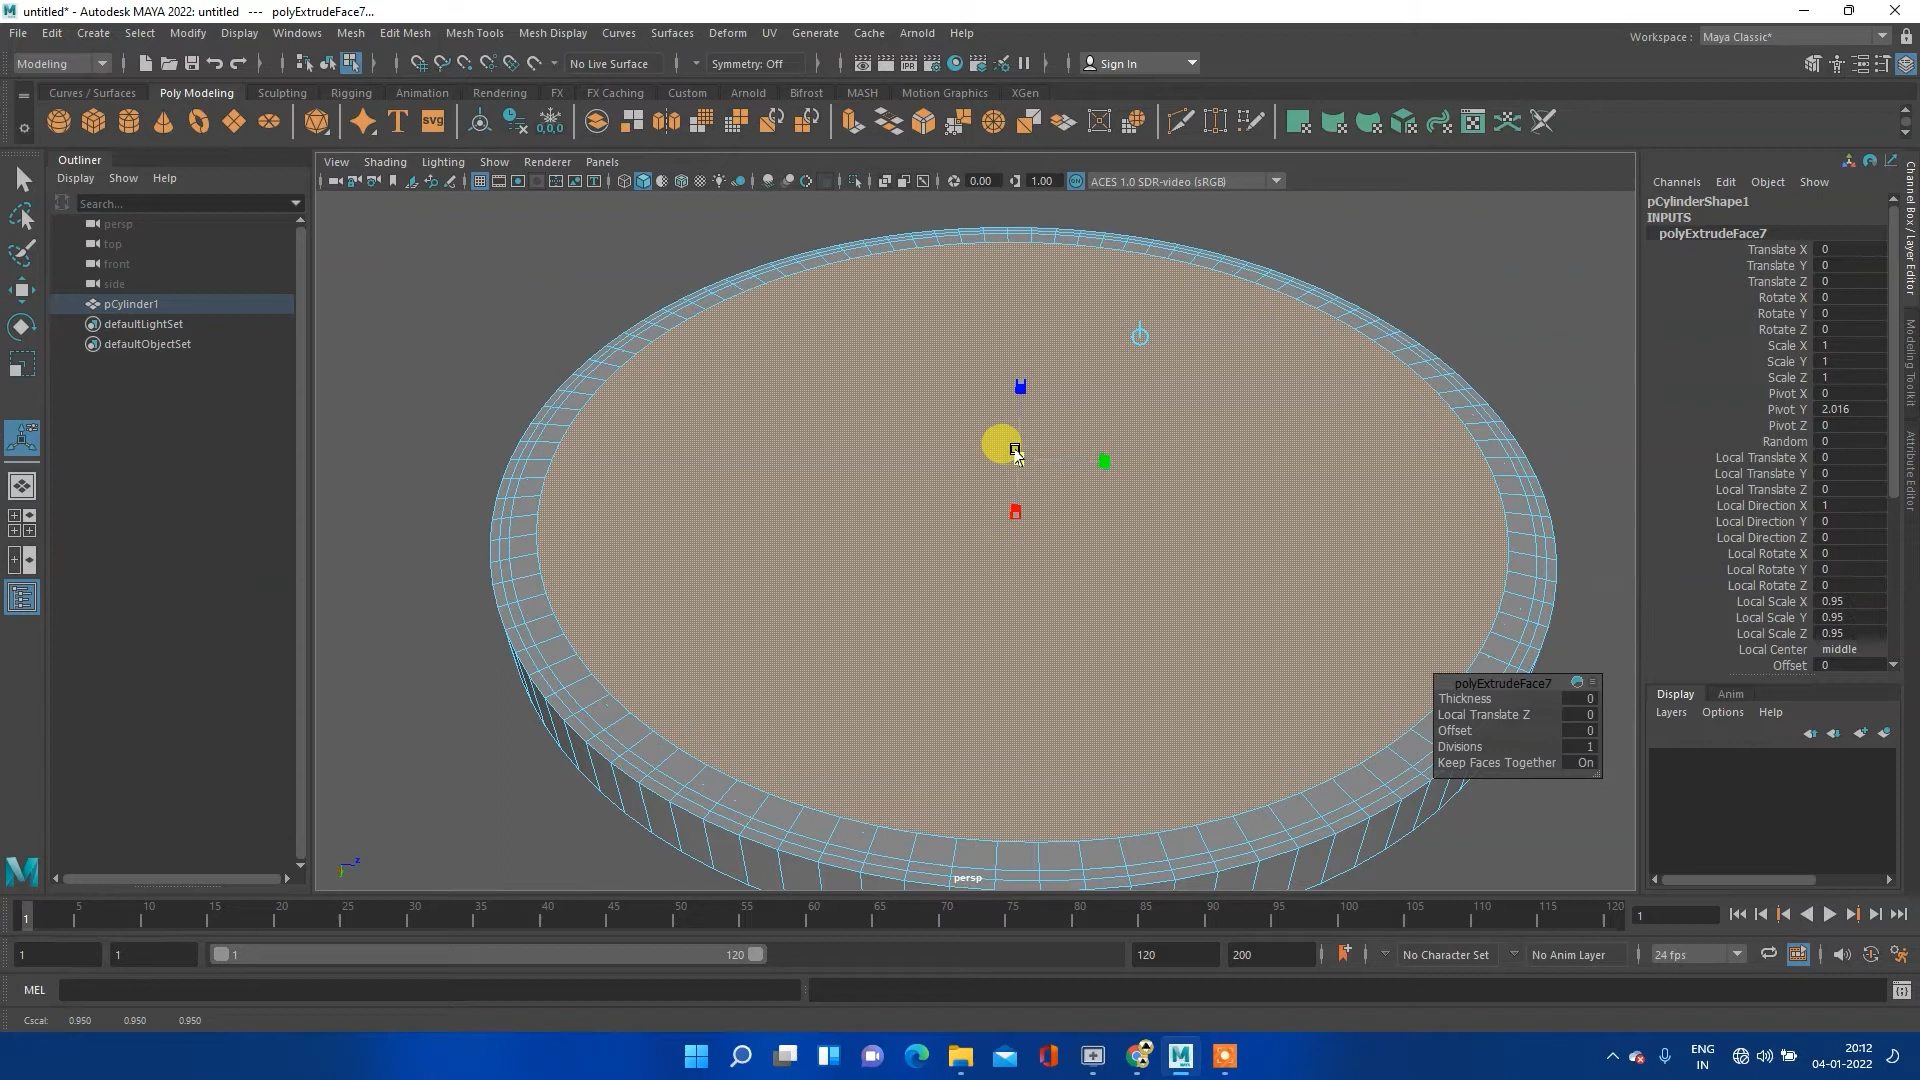 untitled* - Autodesk MAYA 2022: untitled --- polyExtrudeFace7...
File Edit Create Select Modify Display Windows Mesh Edit Mesh Mesh Tools Mesh Display Curves Surfaces Deform UV Generate Cache Arnold Help
Workspace : Maya Classic*
Modeling No Live Surface Symmetry: Off Sign In
Curves / Surfaces Poly Modeling Sculpting Rigging Animation Rendering FX FX Caching Custom Arnold Bifrost MASH Motion Graphics XGen
Outliner
Display Show Help
Search...
persp
top
front
side
pCylinder1
defaultLightSet
defaultObjectSet
View Shading Lighting Show Renderer Panels
0.00 1.00 ACES 1.0 SDR-video (sRGB)
persp
polyExtrudeFace7
Thickness 0
Local Translate Z 0
Offset 0
Divisions 1
Keep Faces Together On
Channels Edit Object Show
pCylinderShape1
INPUTS
polyExtrudeFace7
Translate X 0
Translate Y 0
Translate Z 0
Rotate X 0
Rotate Y 0
Rotate Z 0
Scale X 1
Scale Y 1
Scale Z 1
Pivot X 0
Pivot Y 2.016
Pivot Z 0
Random 0
Local Translate X 0
Local Translate Y 0
Local Translate Z 0
Local Direction X 1
Local Direction Y 0
Local Direction Z 0
Local Rotate X 0
Local Rotate Y 0
Local Rotate Z 0
Local Scale X 0.95
Local Scale Y 0.95
Local Scale Z 0.95
Local Center middle
Offset 0
Display Anim
Layers Options Help
Channel Box / Layer Editor
Modeling Toolkit
Attribute Editor
1 5 10 15 20 25 30 35 40 45 50 55 60 65 70 75 80 85 90 95 100 105 110 115 120
1
1 1 1 120 120 200 No Character Set No Anim Layer 24 fps
MEL
Cscal: 0.950 0.950 0.950
ENG
IN
20:12
04-01-2022